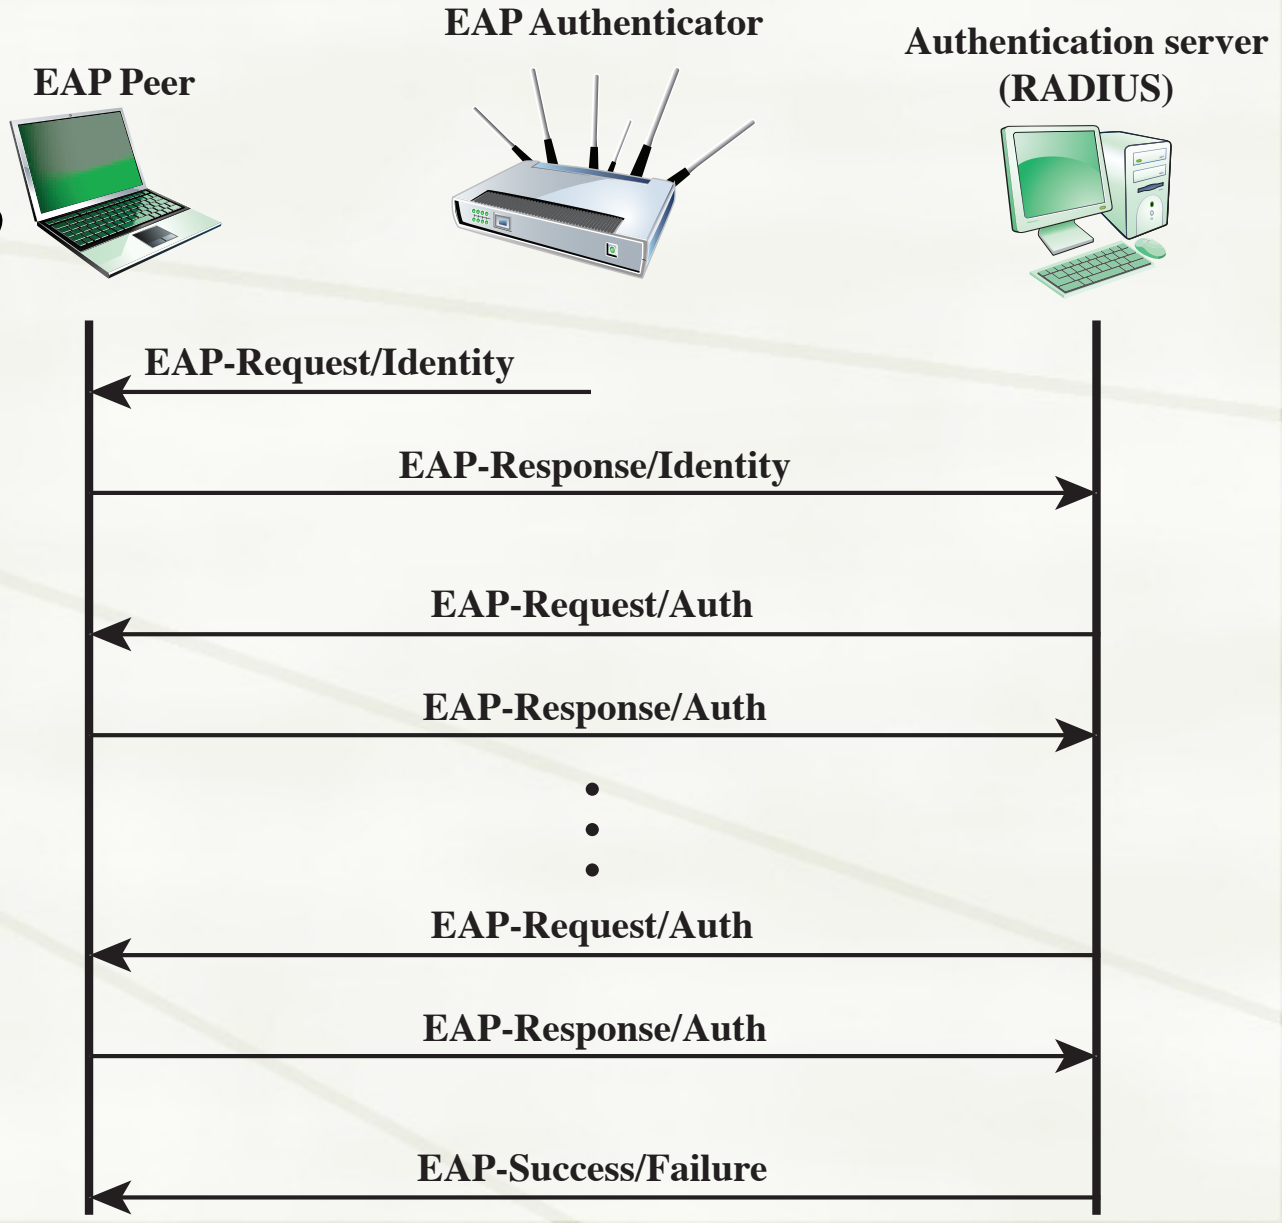 EAP Authenticator
Authentication server
(RADIUS)
EAP Peer
EAP-Request/Identity
EAP-Response/Identity
EAP-Request/Auth
EAP-Response/Auth
EAP-Request/Auth
EAP-Response/Auth
EAP-Success/Failure